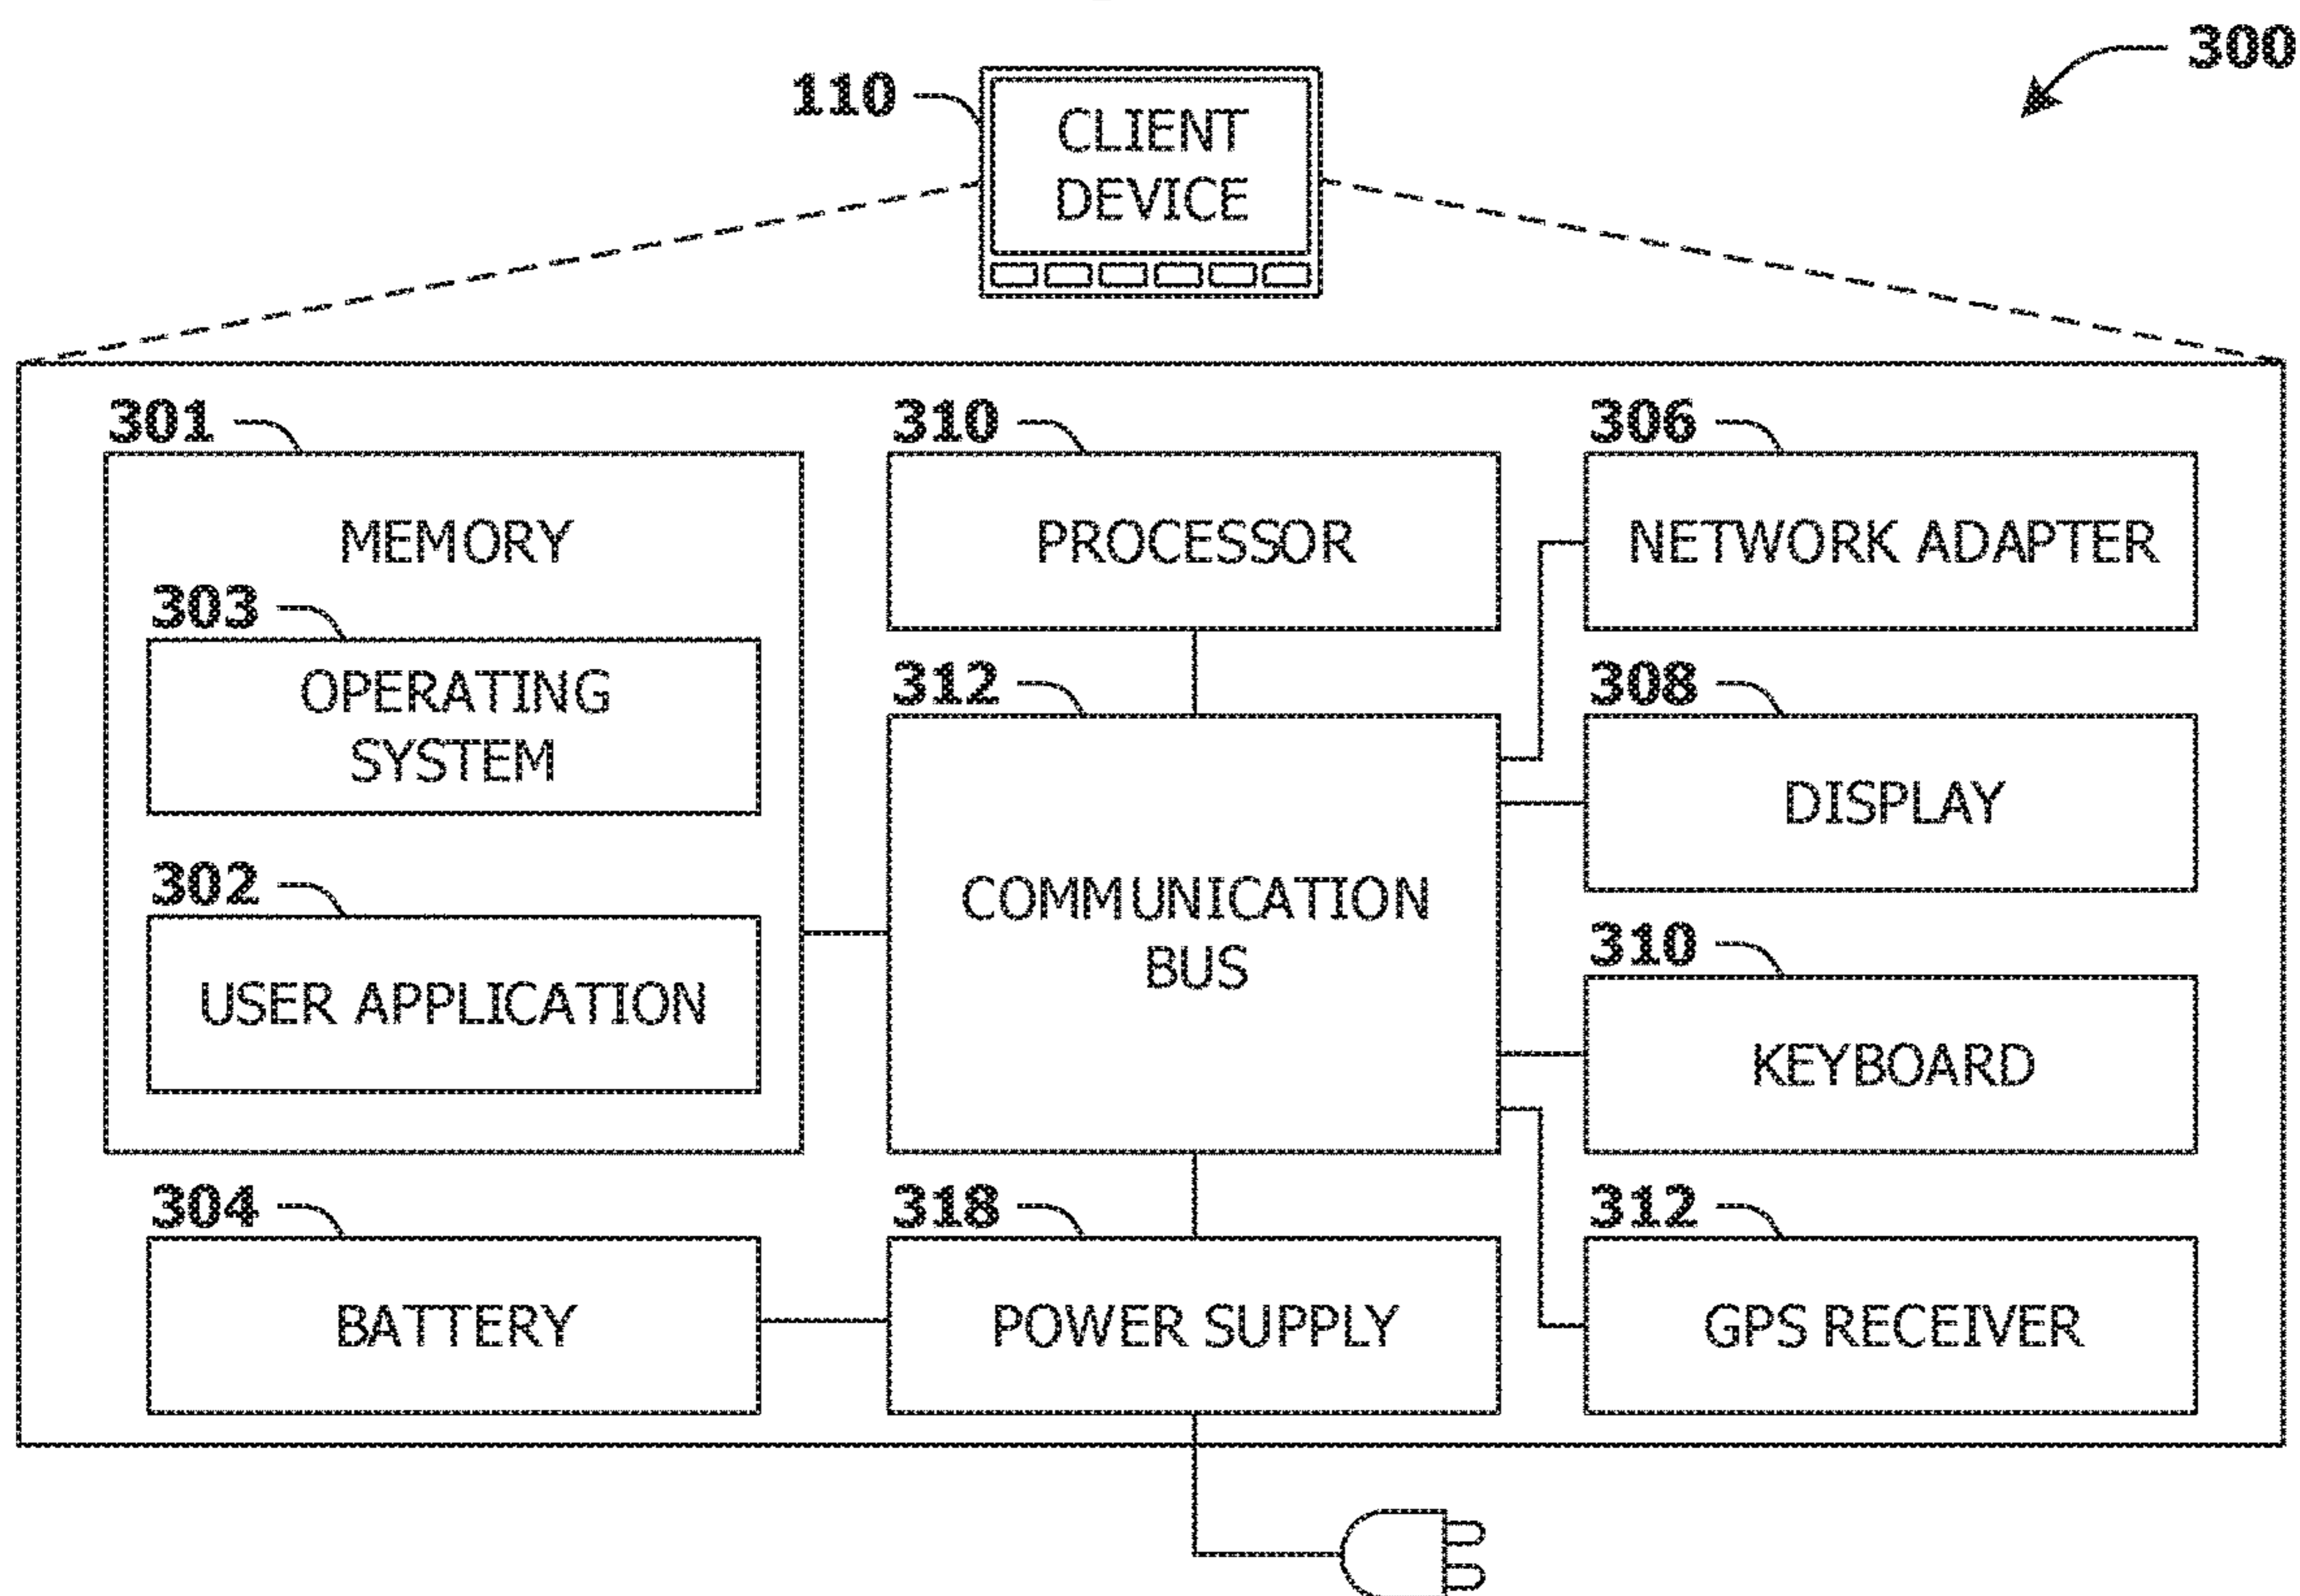 300
110
CLIENT
DEVICE
301
310
306
MEMORY
PROCESSOR
NETWORK ADAPTER
303
312
308
OPERATING
SYSTEM
DISPLAY
302
COMMUNICATION
BUS
310
USER APPLICATION
KEYBOARD
304
318
312
BATTERY
POWER SUPPLY
GPS RECEIVER